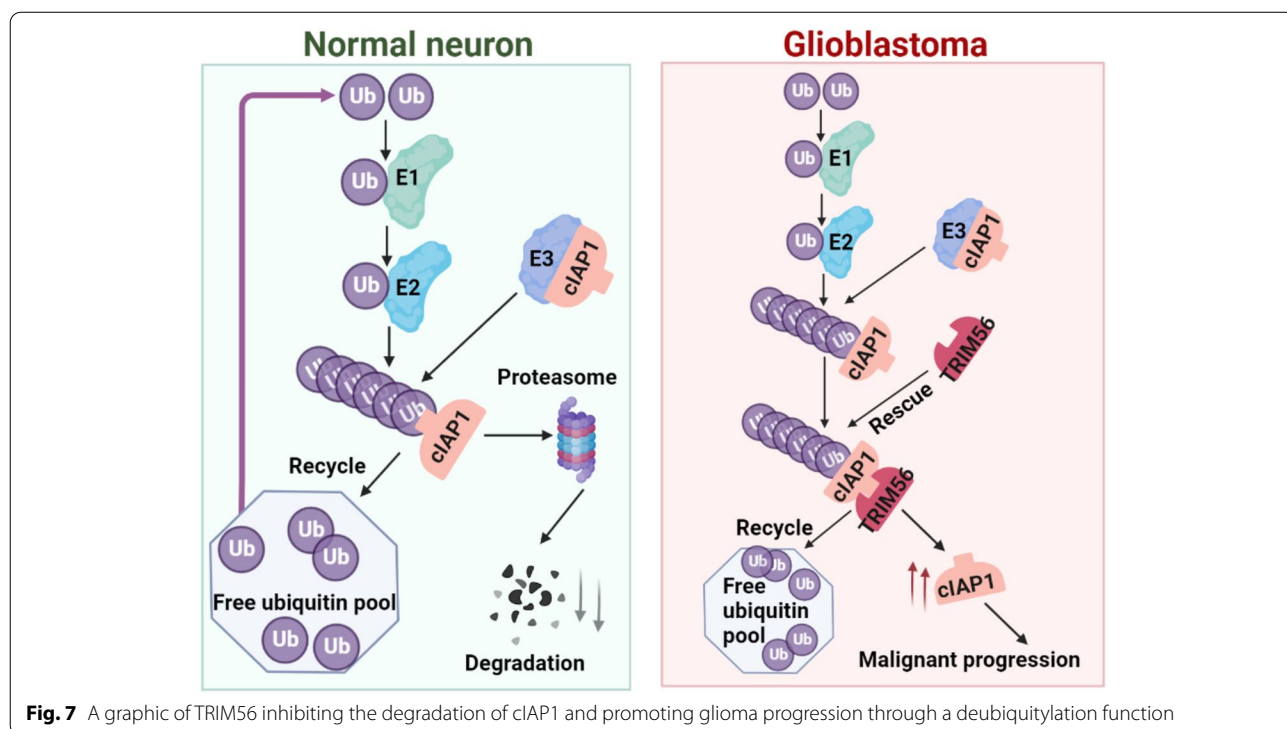 Normal neuron
Ub Ub
Ub E1
Ub E2
E3
cIAP1
Ub
cIAP1
Proteasome
Recycle
Ub
Ub
Ub
Free ubiquitin pool
Ub
Ub
Degradation
Glioblastoma
Ub Ub
Ub E1
Ub E2
E3
cIAP1
Ub
cIAP1
TRIM56
Rescue
Ub
cIAP1
TRIM56
Recycle
Ub
Ub
Ub
Free
ubiquitin
pool
Ub
Ub
cIAP1
Malignant progression
Fig. 7 A graphic of TRIM56 inhibiting the degradation of cIAP1 and promoting glioma progression through a deubiquitylation function